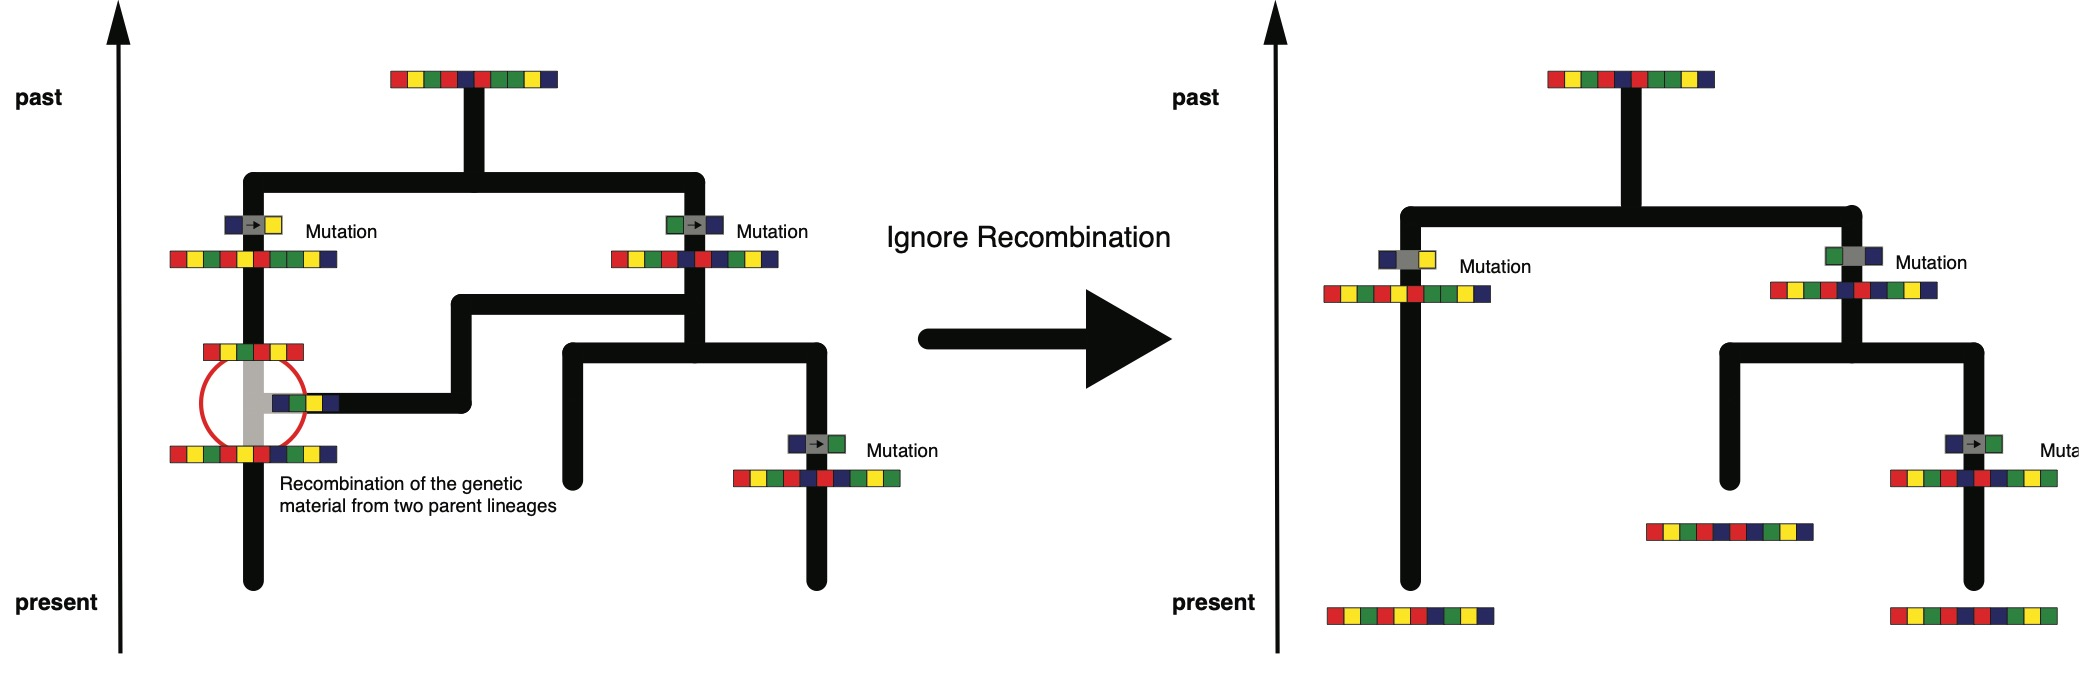 past
Mutation
Mutation
Recombination of the genetic
material from two parent lineages
Mutation
present
Ignore Recombination
past
Mutation
Mutation
Muta
present